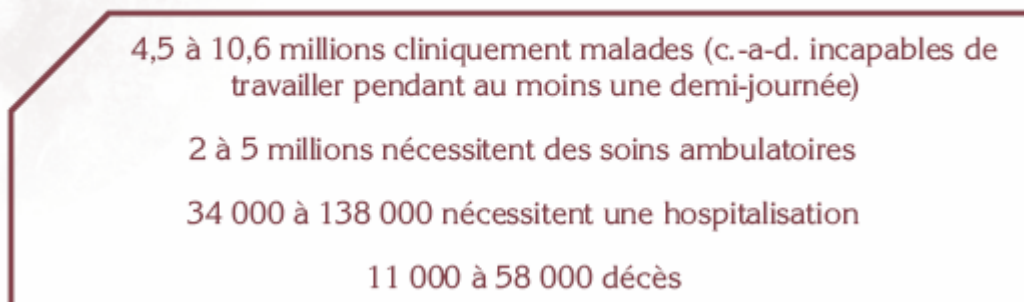 4,5 à 10,6 millions cliniquement malades (c.-a-d. incapables de
travailler pendant au moins une demi-journée)
2 à 5 millions nécessitent des soins ambulatoires
34 000 à 138 000 nécessitent une hospitalisation
11 000 à 58 000 décès